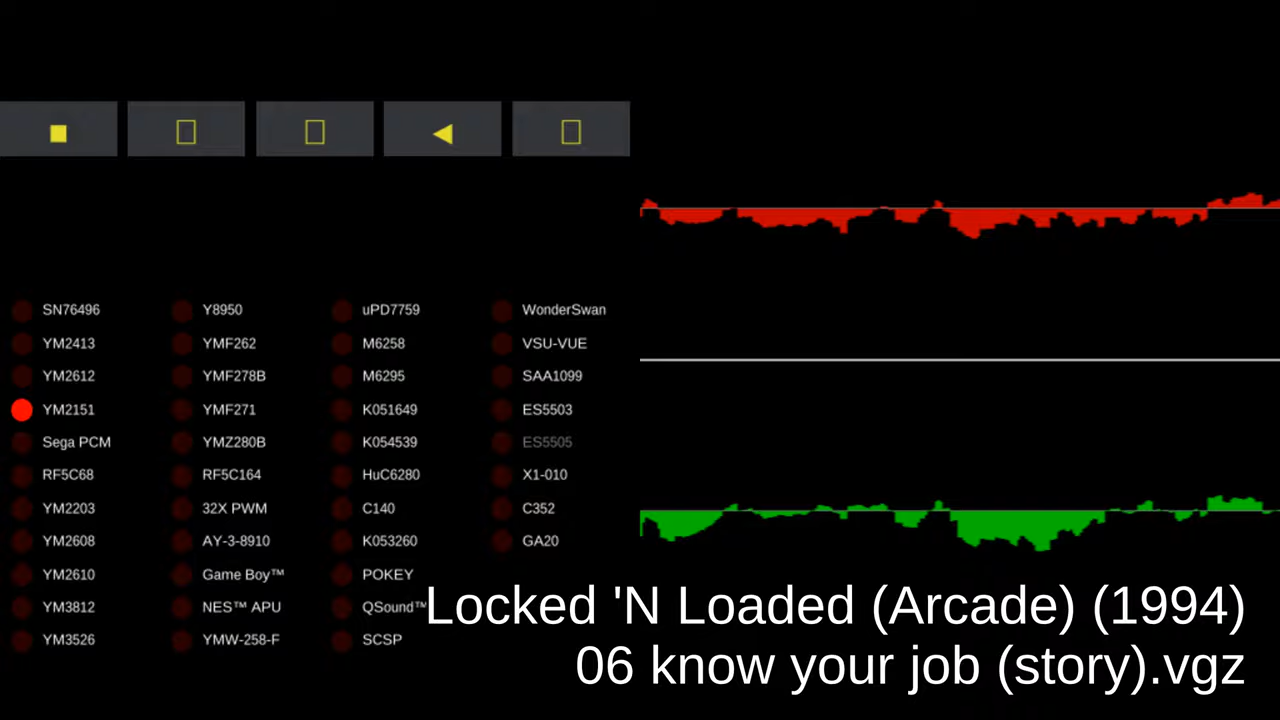 SN76496 Y8950 uPD7759 WonderSwan
YM2413 YMF262 M6258 VSU-VUE
YM2612 YMF278B M6295 SAA1099
YM2151 YMF271 K051649 ES5503
Sega PCM YMZ280B K054539 ES5505
RF5C68 RF5C164 HuC6280 X1-010
YM2203 32X PWM C140 C352
YM2608 AY-3-8910 K053260 GA20
YM2610 Game Boy™ POKEY
YM3812 NES™ APU QSound™
YM3526 YMW-258-F SCSP
Locked 'N Loaded (Arcade) (1994)
06 know your job (story).vgz